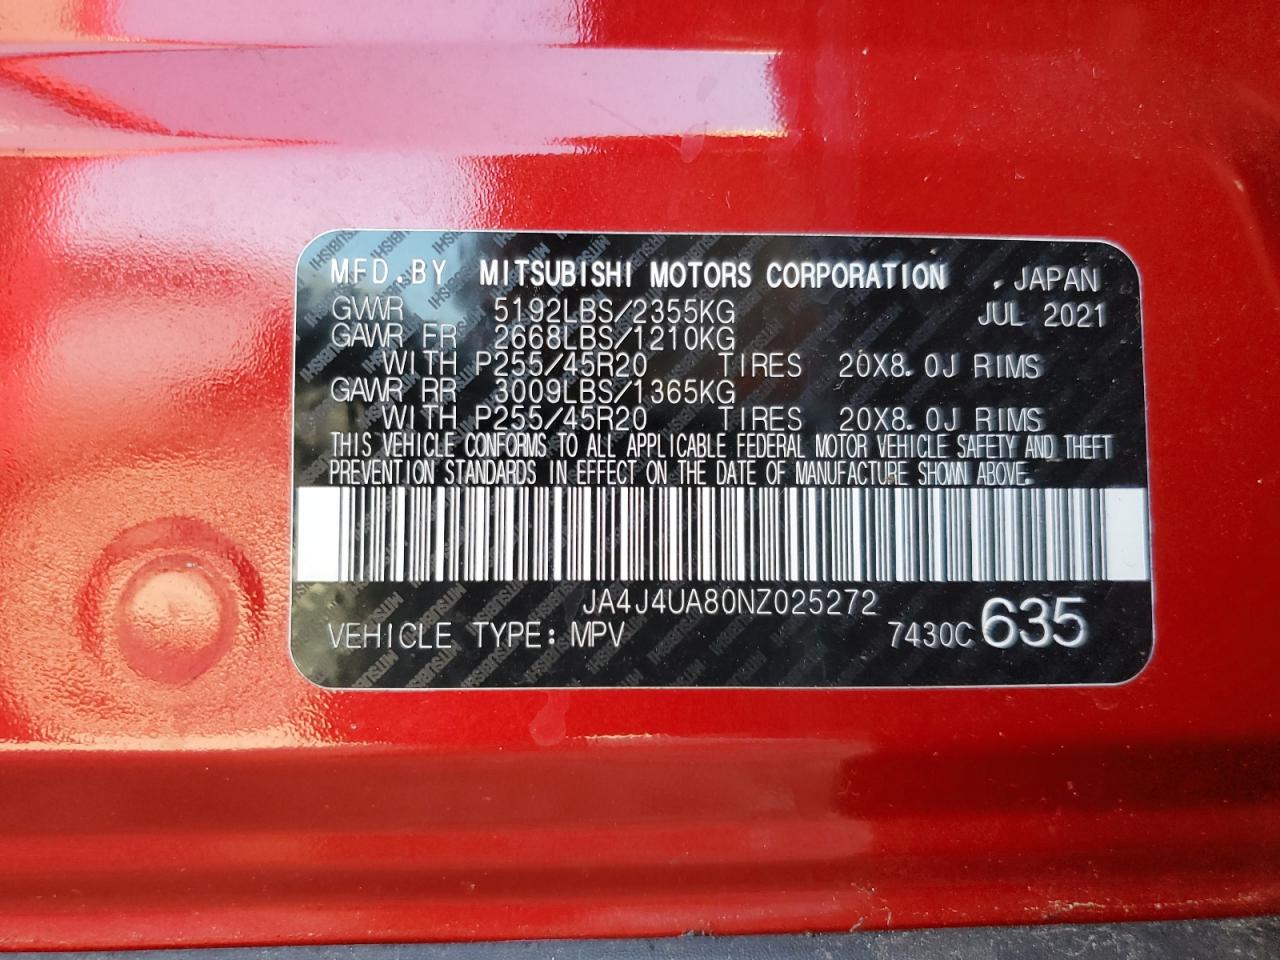 MFD.BY MITSUBISHI MOTORS CORPORATION .JAPAN
GVWR 5192LBS/2355KG JUL 2021
GAWR FR 2668LBS/1210KG
WITH P255/45R20 TIRES 20X8.0J RIMS
GAWR RR 3009LBS/1365KG
WITH P255/45R20 TIRES 20X8.0J RIMS
THIS VEHICLE CONFORMS TO ALL APPLICABLE FEDERAL MOTOR VEHICLE SAFETY AND THEFT
PREVENTION STANDARDS IN EFFECT ON THE DATE OF MANUFACTURE SHOWN ABOVE.
JA4J4UA80NZ025272
VEHICLE TYPE: MPV 7430C 635